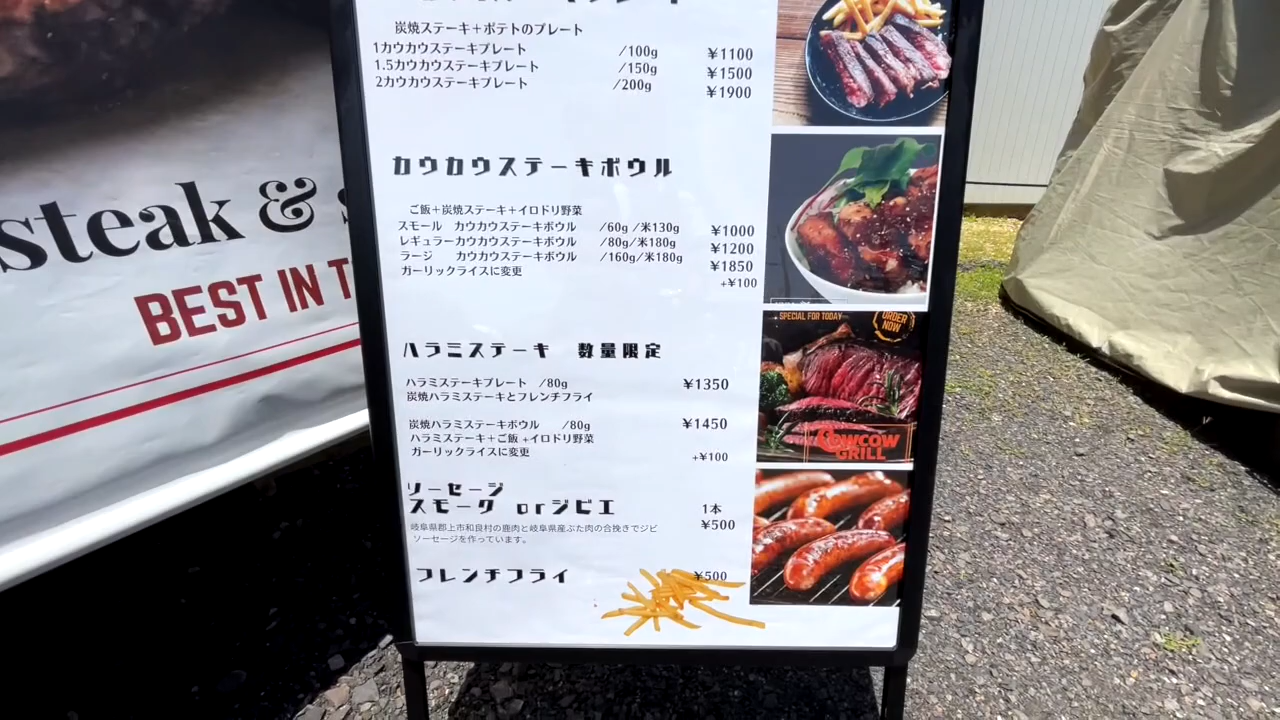 炭焼ステーキ+ポテトのプレート
1カウカウステーキプレート /100g ¥1100
1.5カウカウステーキプレート /150g ¥1500
2カウカウステーキプレート /200g ¥1900
カウカウステーキボウル
ご飯+炭焼ステーキ+イロドリ野菜
スモール カウカウステーキボウル /60g /米130g ¥1000
レギュラーカウカウステーキボウル /80g/米180g ¥1200
ラージ カウカウステーキボウル /160g/米180g ¥1850
ガーリックライスに変更 +¥100
ハラミステーキ 数量限定
ハラミステーキプレート /80g ¥1350
炭焼ハラミステーキとフレンチフライ
炭焼ハラミステーキボウル /80g ¥1450
ハラミステーキ+ご飯+イロドリ野菜
ガーリックライスに変更 +¥100
ソーセージ
スモーク orジビエ 1本
¥500
岐阜県郡上市和良村の鹿肉と岐阜県産ぶた肉の合挽きでジビ
ソーセージを作っています。
フレンチフライ ¥500
SPECIAL FOR TODAY
ORDER
NOW
COWCOW
GRILL
steak &
BEST IN